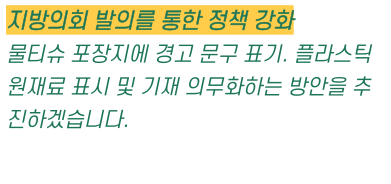 지방의회 발의를 통한 정책 강화
물티슈 포장지에 경고 문구 표기. 플라스틱
원재료 표시 및 기재 의무화하는 방안을 추
진하겠습니다.